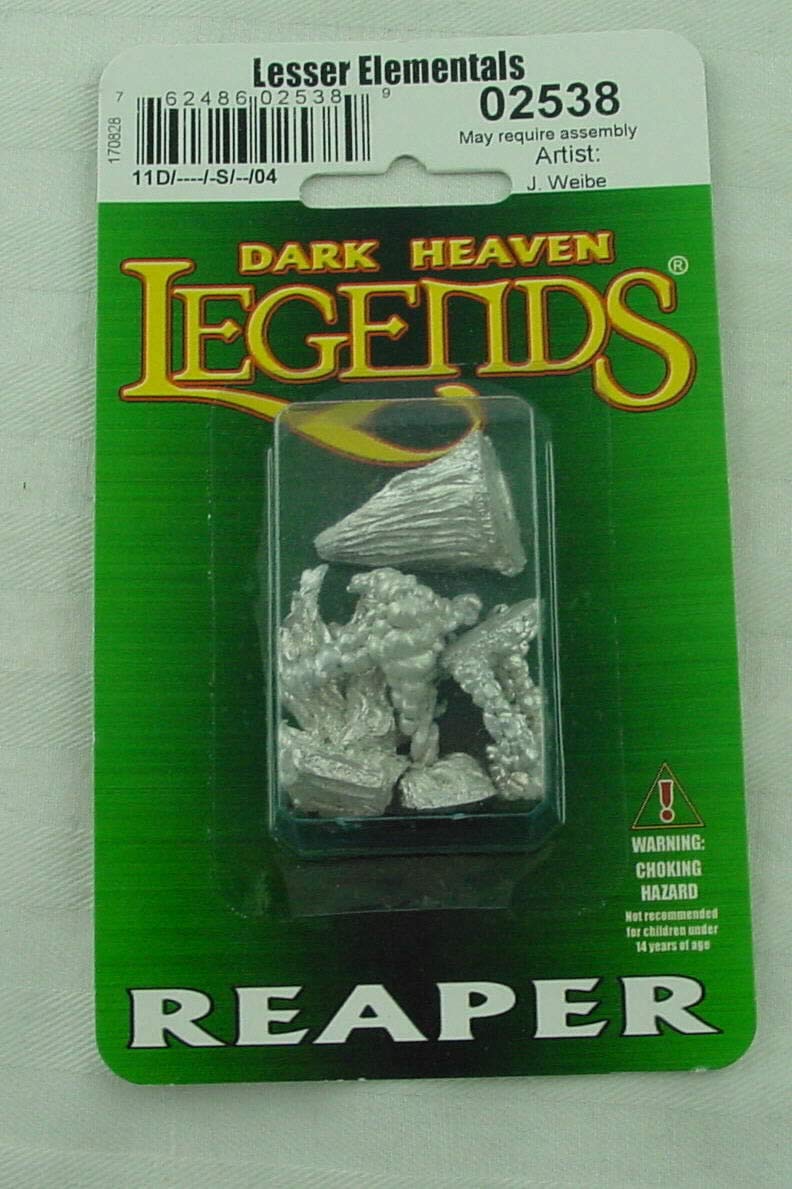 Lesser Elementals
7 62486 02538 9
170828
11D/----/-S/--/04
02538
May require assembly
Artist:
J. Weibe
DARK HEAVEN
LEGENDS®
!
WARNING:
CHOKING
HAZARD
Not recommended
for children under
14 years of age
REAPER